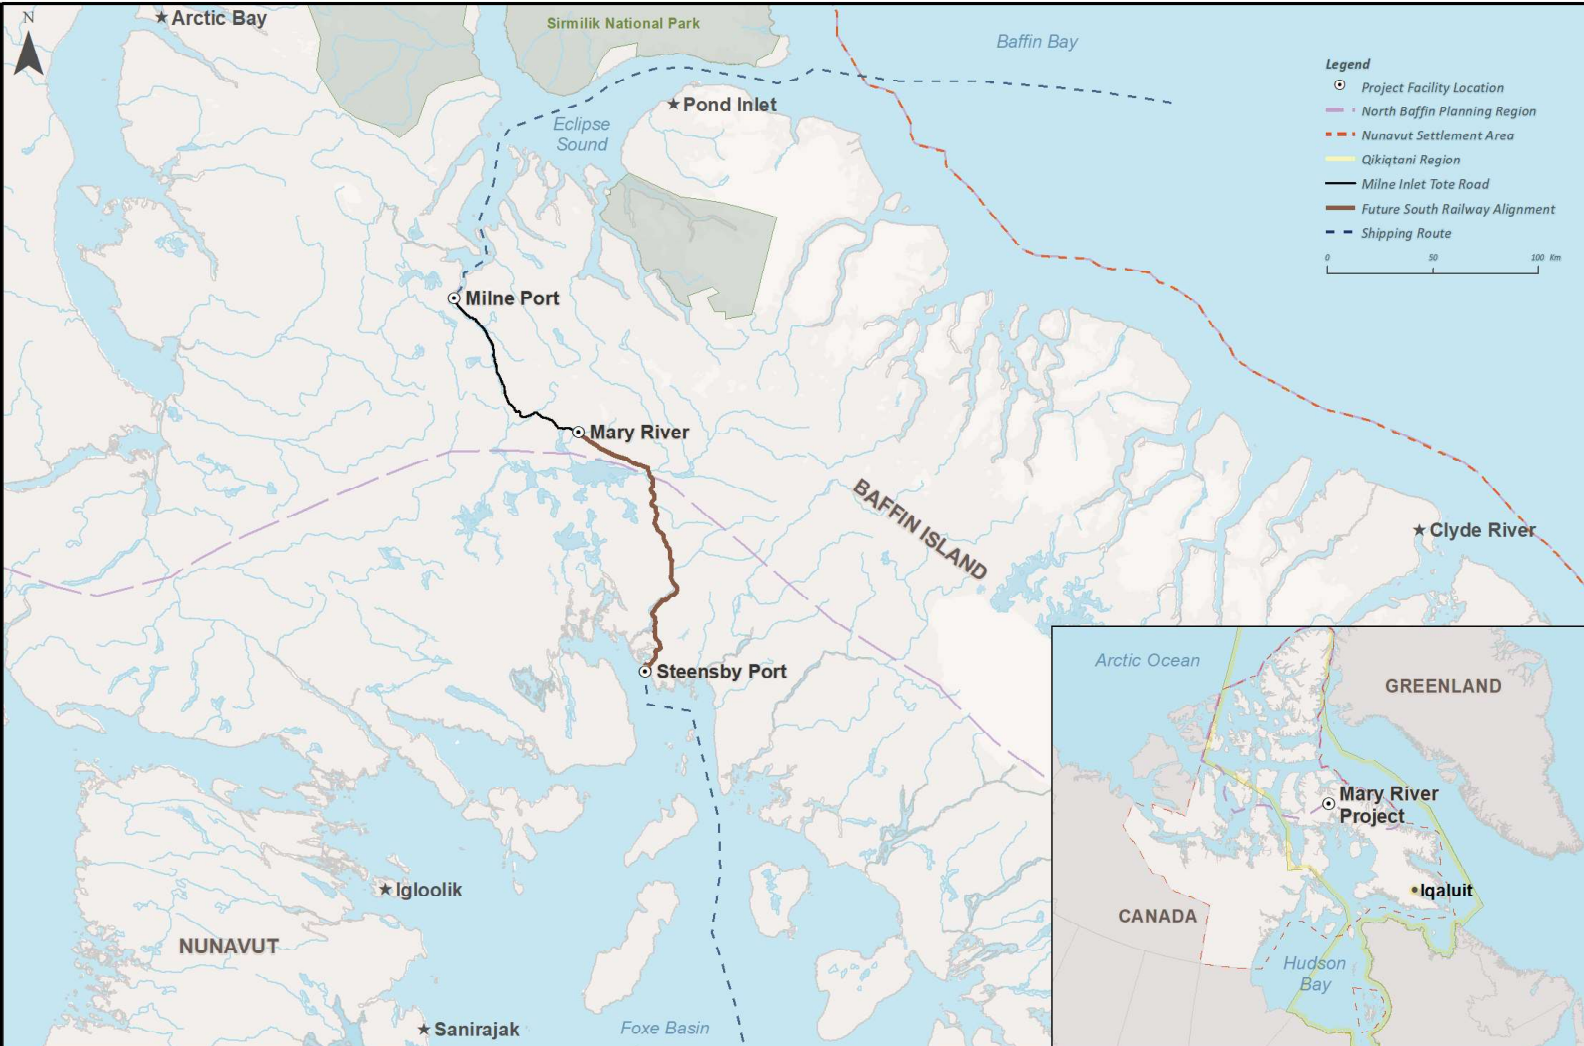 N
Arctic Bay
Sirmilik National Park
Baffin Bay
Pond Inlet
Eclipse
Sound
Legend
Project Facility Location
North Baffin Planning Region
Nunavut Settlement Area
Qikiqtani Region
Milne Inlet Tote Road
Future South Railway Alignment
Shipping Route
0 50 100 Km
Milne Port
Mary River
BAFFIN ISLAND
Clyde River
Steensby Port
Igloolik
NUNAVUT
Sanirajak
Foxe Basin
Arctic Ocean
GREENLAND
Mary River
Project
Iqaluit
CANADA
Hudson
Bay